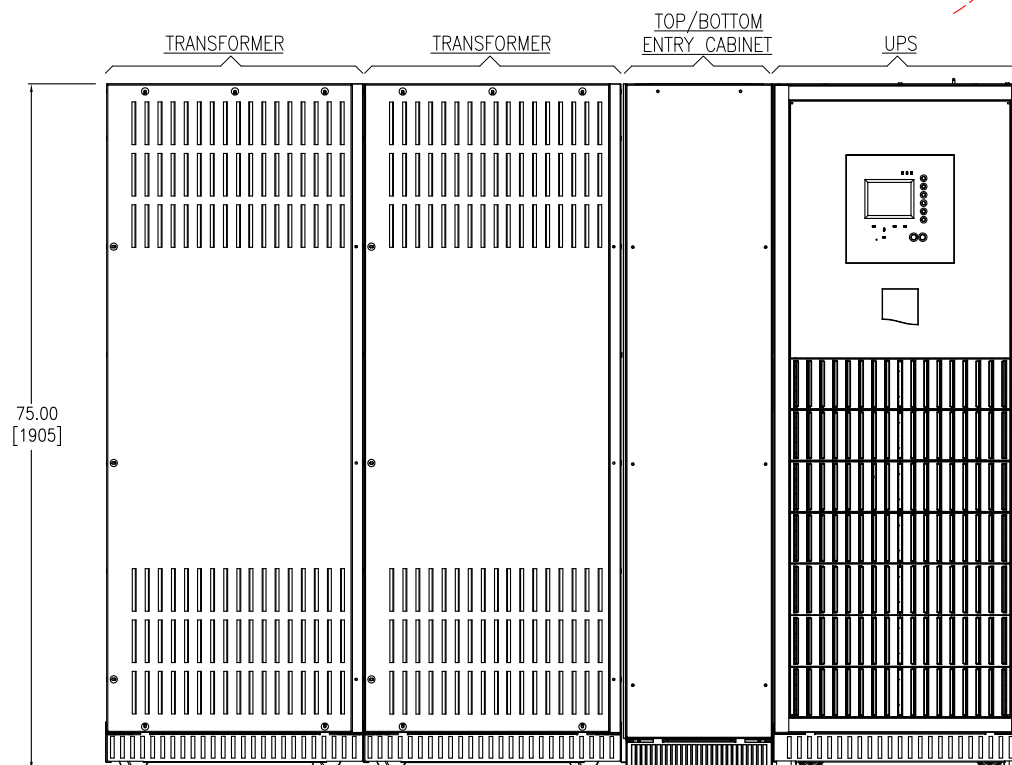 TRANSFORMER
TRANSFORMER
TOP/BOTTOM
ENTRY CABINET
UPS
75.00
[1905]